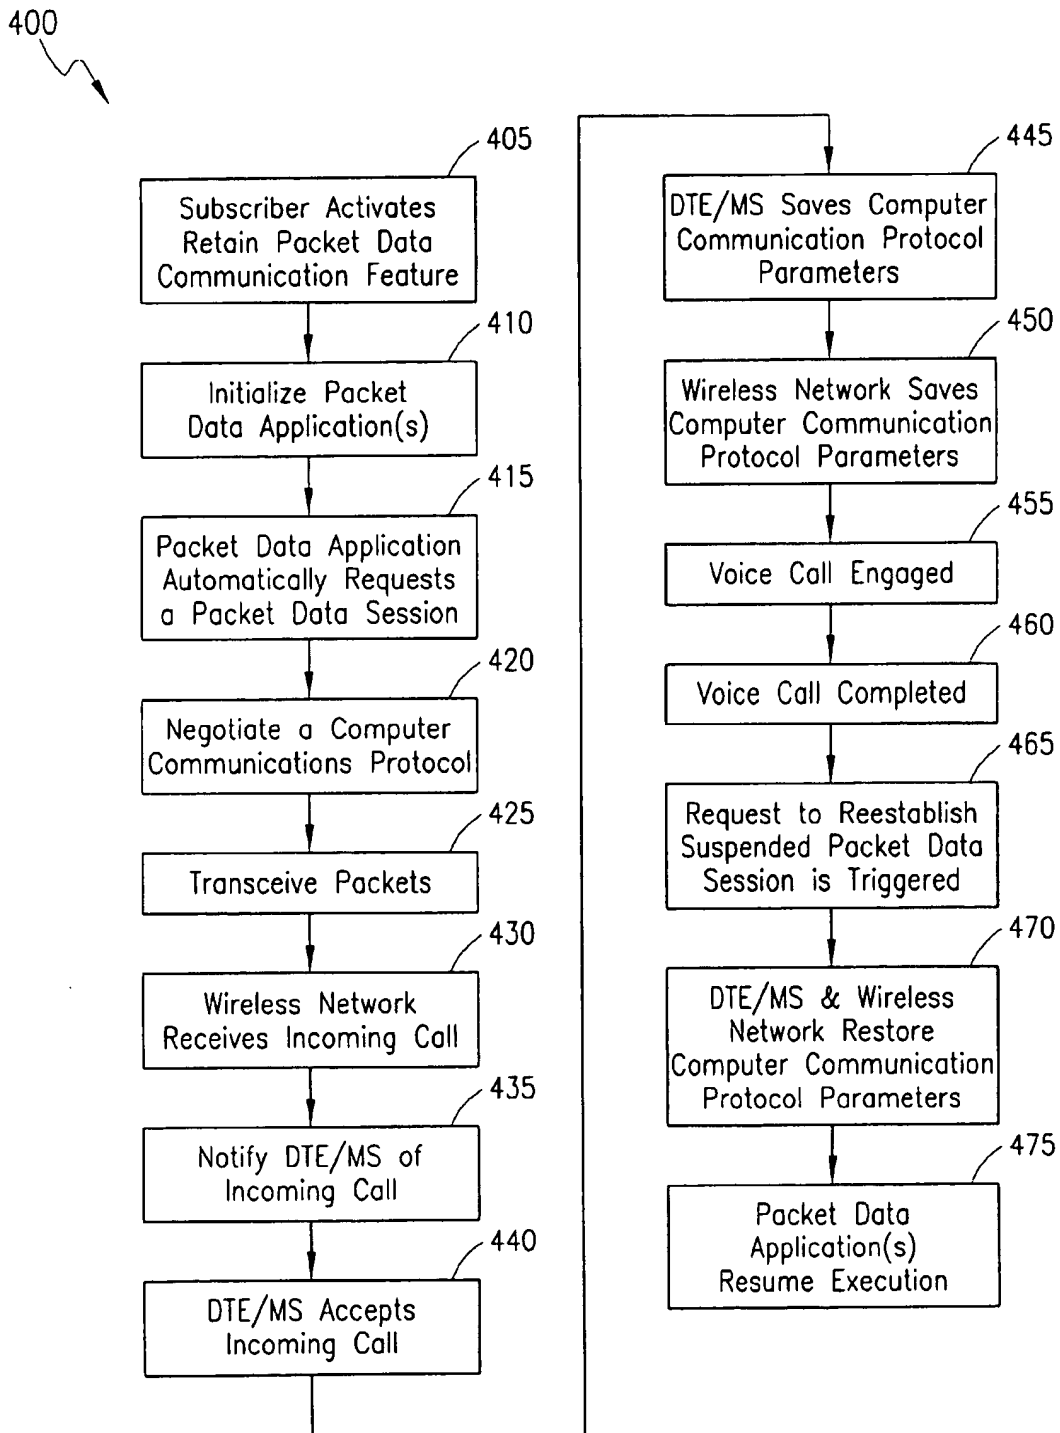 400
405
Subscriber Activates
Retain Packet Data
Communication Feature
410
Initialize Packet
Data Application(s)
415
Packet Data Application
Automatically Requests
a Packet Data Session
420
Negotiate a Computer
Communications Protocol
425
Transceive Packets
430
Wireless Network
Receives Incoming Call
435
Notify DTE/MS of
Incoming Call
440
DTE/MS Accepts
Incoming Call
445
DTE/MS Saves Computer
Communication Protocol
Parameters
450
Wireless Network Saves
Computer Communication
Protocol Parameters
455
Voice Call Engaged
460
Voice Call Completed
465
Request to Reestablish
Suspended Packet Data
Session is Triggered
470
DTE/MS & Wireless
Network Restore
Computer Communication
Protocol Parameters
475
Packet Data
Application(s)
Resume Execution